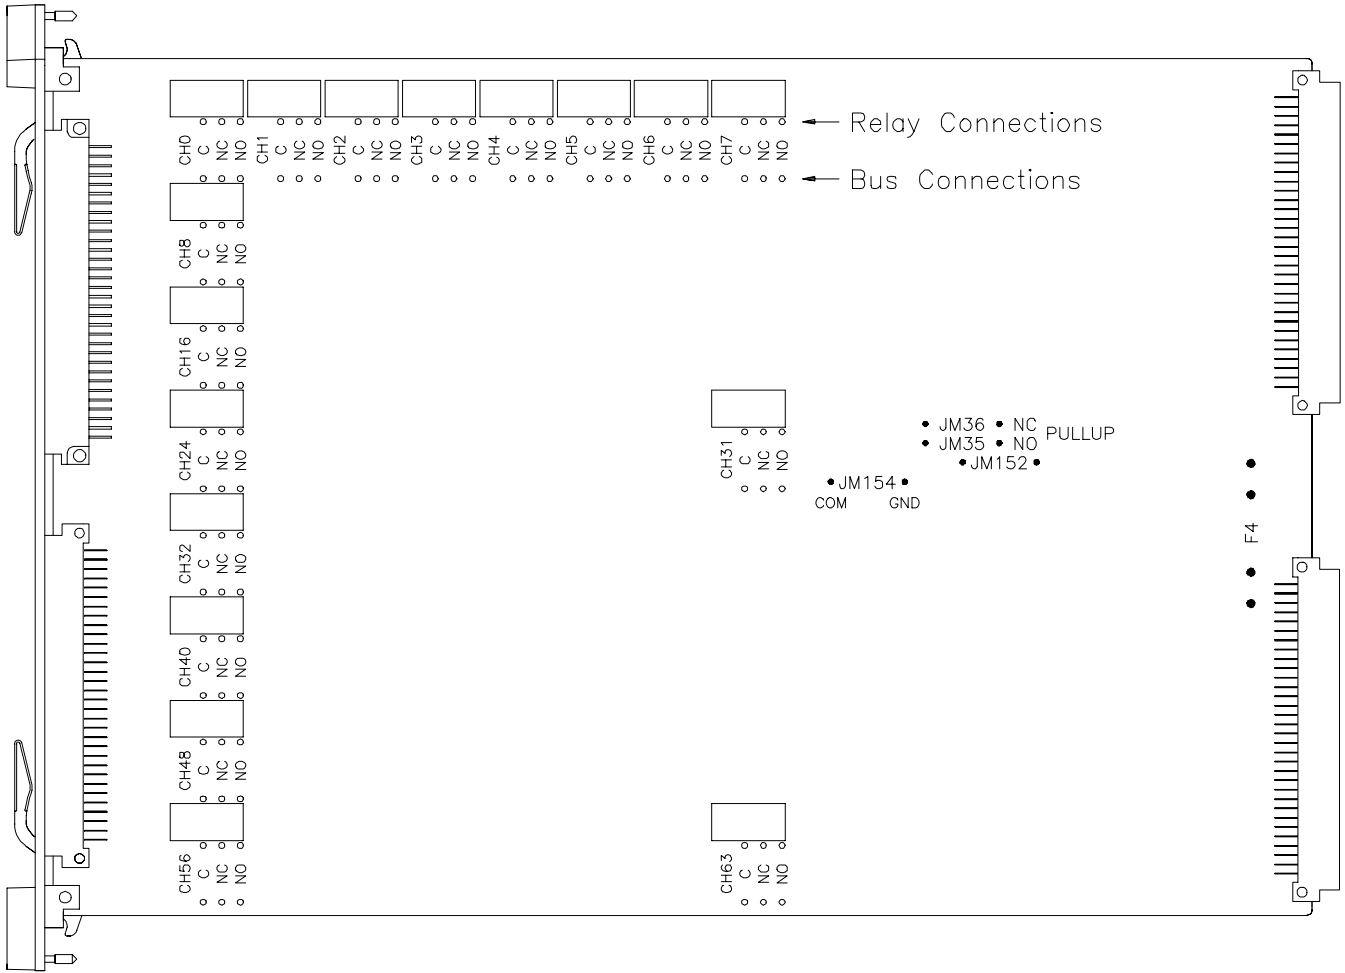 CH0 C NC NO CH1 C NC NO CH2 C NC NO CH3 C NC NO CH4 C NC NO CH5 C NC NO CH6 C NC NO CH7 C NC NO
Relay Connections
Bus Connections
CH8 C NC NO
CH16 C NC NO
CH24 C NC NO
CH31 C NC NO
JM36 NC
JM35 NO
PULLUP
JM152
JM154
COM GND
F4
CH32 C NC NO
CH40 C NC NO
CH48 C NC NO
CH56 C NC NO
CH63 C NC NO